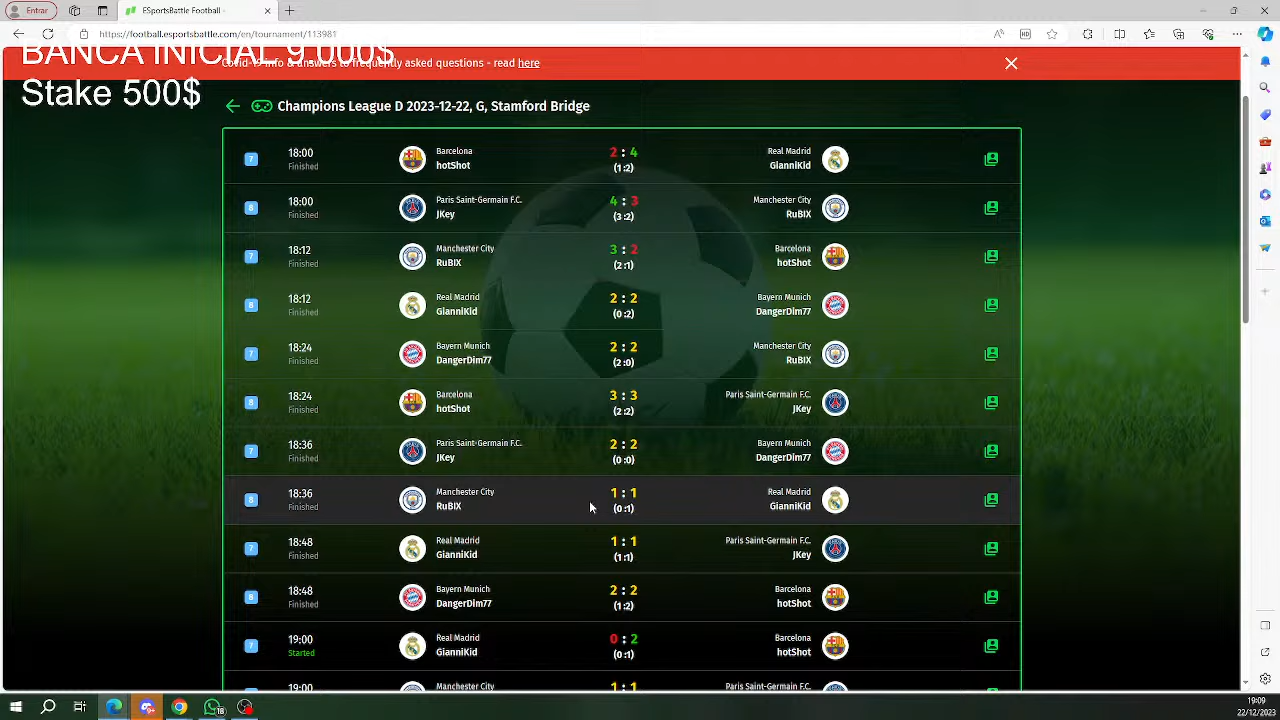 Entrar
ESportsBattle Football -
https://football.esportsbattle.com/en/tournament/113981
BANCA INICIAL 9.000$
Covid-19 info & answers to frequently asked questions - read here
Stake 500$
Champions League D 2023-12-22, G, Stamford Bridge
7 18:00 Finished Barcelona hotShot 2 : 4 (1:2) Real Madrid GianniKid
8 18:00 Finished Paris Saint-Germain F.C. JKey 4 : 3 (3:2) Manchester City RuBIX
7 18:12 Finished Manchester City RuBIX 3 : 2 (2:1) Barcelona hotShot
8 18:12 Finished Real Madrid GianniKid 2 : 2 (0:2) Bayern Munich DangerDim77
7 18:24 Finished Bayern Munich DangerDim77 2 : 2 (2:0) Manchester City RuBIX
8 18:24 Finished Barcelona hotShot 3 : 3 (2:2) Paris Saint-Germain F.C. JKey
7 18:36 Finished Paris Saint-Germain F.C. JKey 2 : 2 (0:0) Bayern Munich DangerDim77
8 18:36 Finished Manchester City RuBIX 1 : 1 (0:1) Real Madrid GianniKid
7 18:48 Finished Real Madrid GianniKid 1 : 1 (1:1) Paris Saint-Germain F.C. JKey
8 18:48 Finished Bayern Munich DangerDim77 2 : 2 (1:2) Barcelona hotShot
7 19:00 Started Real Madrid GianniKid 0 : 2 (0:1) Barcelona hotShot
19:00 Manchester City 1 : 1 Paris Saint-Germain F.C.
18
19:09
22/12/2023